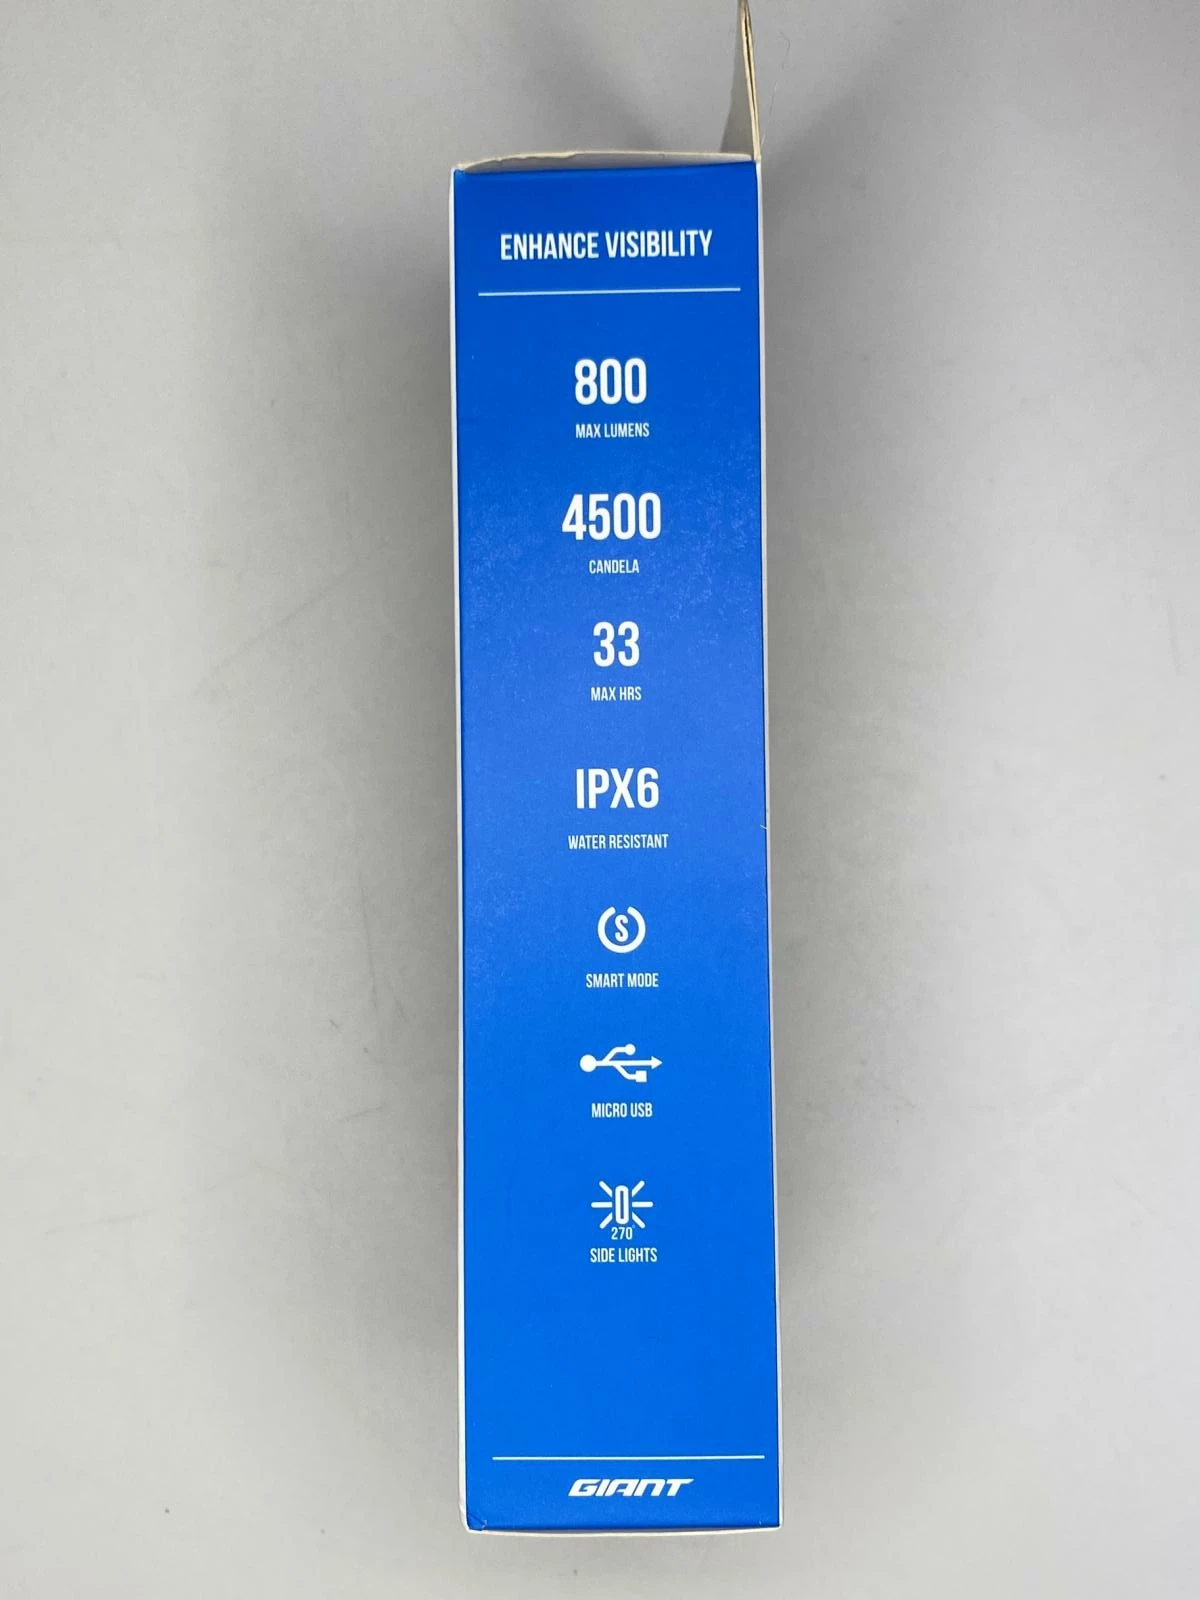 ENHANCE VISIBILITY
800
MAX LUMENS
4500
CANDELA
33
MAX HRS
IPX6
WATER RESISTANT
S
SMART MODE
MICRO USB
270°
SIDE LIGHTS
GIANT